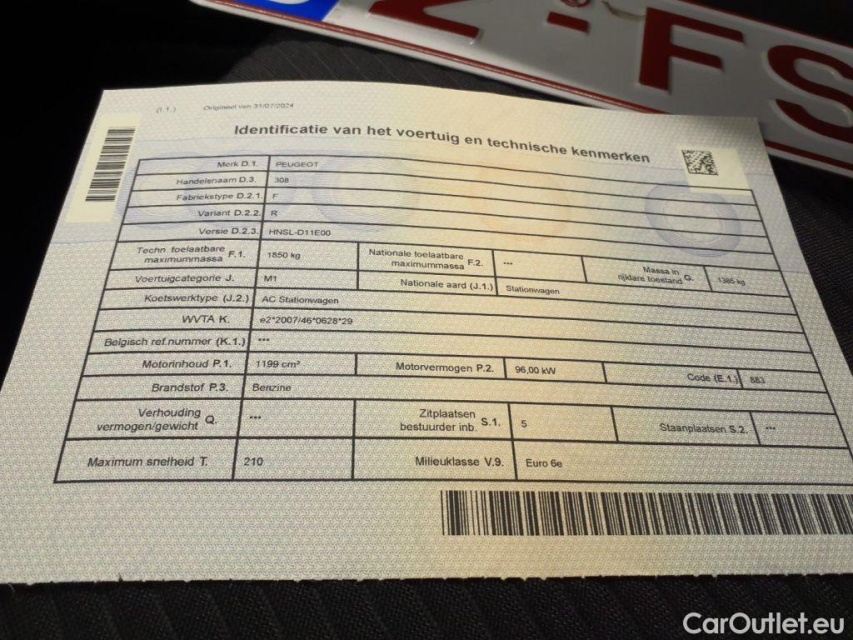 2-FS
(1.1.) Origineel van 31/07/2024
Identificatie van het voertuig en technische kenmerken
Merk D.1. PEUGEOT
Handelsnaam D.3. 308
Fabriekstype D.2.1. F
Variant D.2.2. R
Versie D.2.3. HNSL-D11E00
Techn. toelaatbare maximummassa F.1. 1850 kg Nationale toelaatbare maximummassa F.2. --- Massa in rijklare toestand G. 1385 kg
Voertuigcategorie J. M1 Nationale aard (J.1.) Stationwagen
Koetswerktype (J.2.) AC Stationwagen
WVTA K. e2*2007/46*0628*29
Belgisch ref.nummer (K.1.) ---
Motorinhoud P.1. 1199 cm³ Motorvermogen P.2. 96,00 kW Code (E.1.) 883
Brandstof P.3. Benzine
Verhouding vermogen/gewicht Q. --- Zitplaatsen bestuurder inb. S.1. 5 Staanplaatsen S.2. ---
Maximum snelheid T. 210 Milieuklasse V.9. Euro 6e
CarOutlet.eu